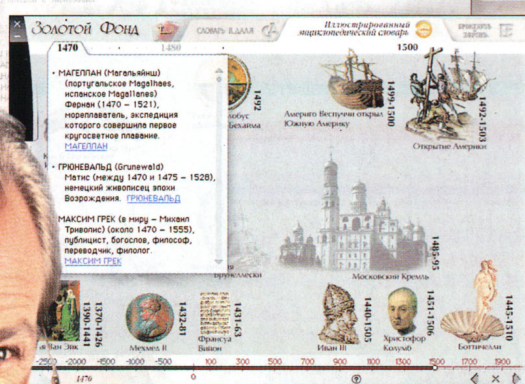 Золотой Фонд
СЛОВАРЬ В.ДАЛЯ
Иллюстрированный
энциклопедический словарь
ПРОКРУТИТЬ
1470
1480
1500
• МАГЕЛЛАН (Магальяйнш)
(португальское Magalhaes,
испанское Magallanes)
Фернан (1470 – 1521),
мореплаватель, экспедиция
которого совершила первое
кругосветное плавание.
МАГЕЛЛАН
• ГРЮНЕВАЛЬД (Grunewald)
Матис (между 1470 и 1475 – 1528),
немецкий живописец эпохи
Возрождения. ГРЮНЕВАЛЬД
МАКСИМ ГРЕК (в миру – Михаил
Триволис) (около 1470 – 1555),
публицист, богослов, философ,
переводчик, филолог.
МАКСИМ ГРЕК
1492
Бехайма
Америго Веспуччи открыл
Южную Америку
1499-1500
Открытие Америки
1492-1503
Московский Кремль
1485-95
Ван Эйк
1390-1441
1379-1426
Мехмед II
1432-81
Франсуа
Вийон
1431-63
Иван III
1440-1505
Христофор
Колумб
1451-1506
Боттичелли
1445-1510
-2500 -2000 -1500 -1000 -500 100 300 500 700 900 1100 1300 1500 1700 1900
1470
0